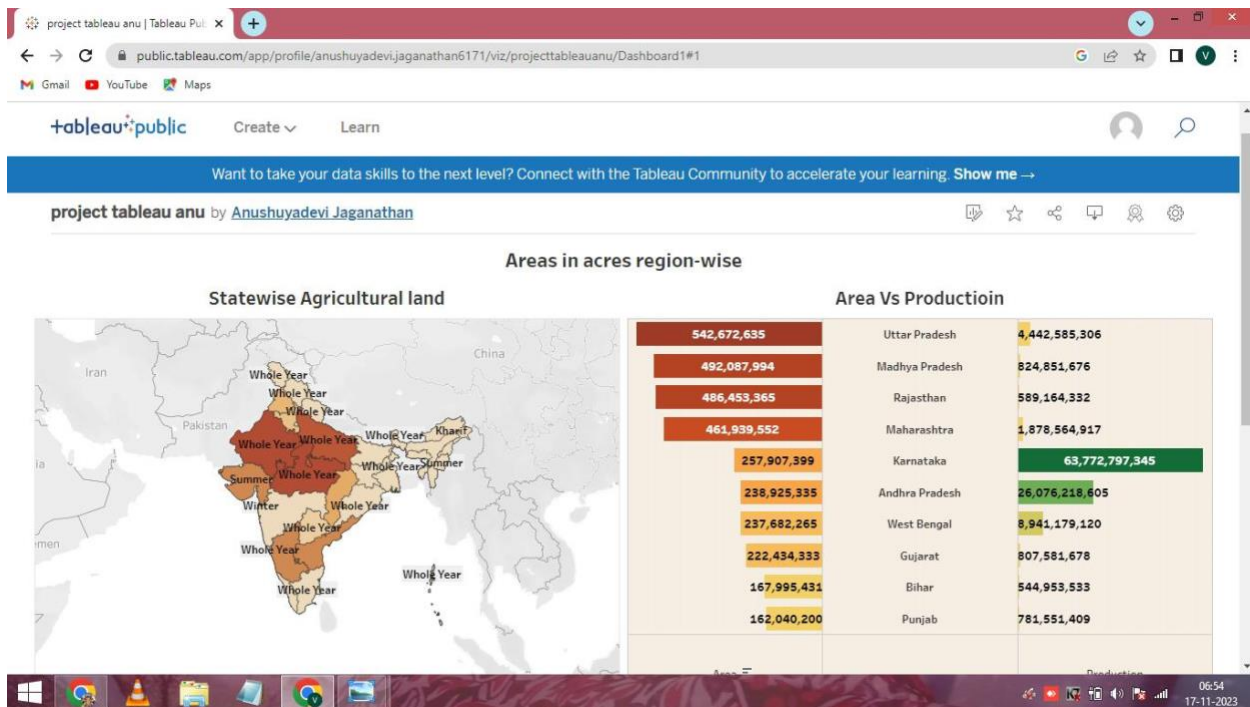 project tableau anu | Tableau Pub
public.tableau.com/app/profile/anushuyadevi.jaganathan6171/viz/projecttableauanu/Dashboard1#1
G
V
Gmail YouTube Maps
+ableau public Create Learn
Want to take your data skills to the next level? Connect with the Tableau Community to accelerate your learning. Show me →
project tableau anu by Anushuyadevi Jaganathan
Areas in acres region-wise
Statewise Agricultural land
Iran
China
Pakistan
Whole Year
Whole Year
Whole Year
Whole Year
Whole Year
Whole Year
Kharif
Whole Year
Summer
Summer
Whole Year
Winter
Whole Year
Whole Year
Whole Year
Whole Year
Whole Year
Area Vs Productioin
542,672,635 Uttar Pradesh 4,442,585,306
492,087,994 Madhya Pradesh 824,851,676
486,453,365 Rajasthan 589,164,332
461,939,552 Maharashtra 1,878,564,917
257,907,399 Karnataka 63,772,797,345
238,925,335 Andhra Pradesh 26,076,218,605
237,682,265 West Bengal 8,941,179,120
222,434,333 Gujarat 807,581,678
167,995,431 Bihar 544,953,533
162,040,200 Punjab 781,551,409
Area Production
06:54
17-11-2023